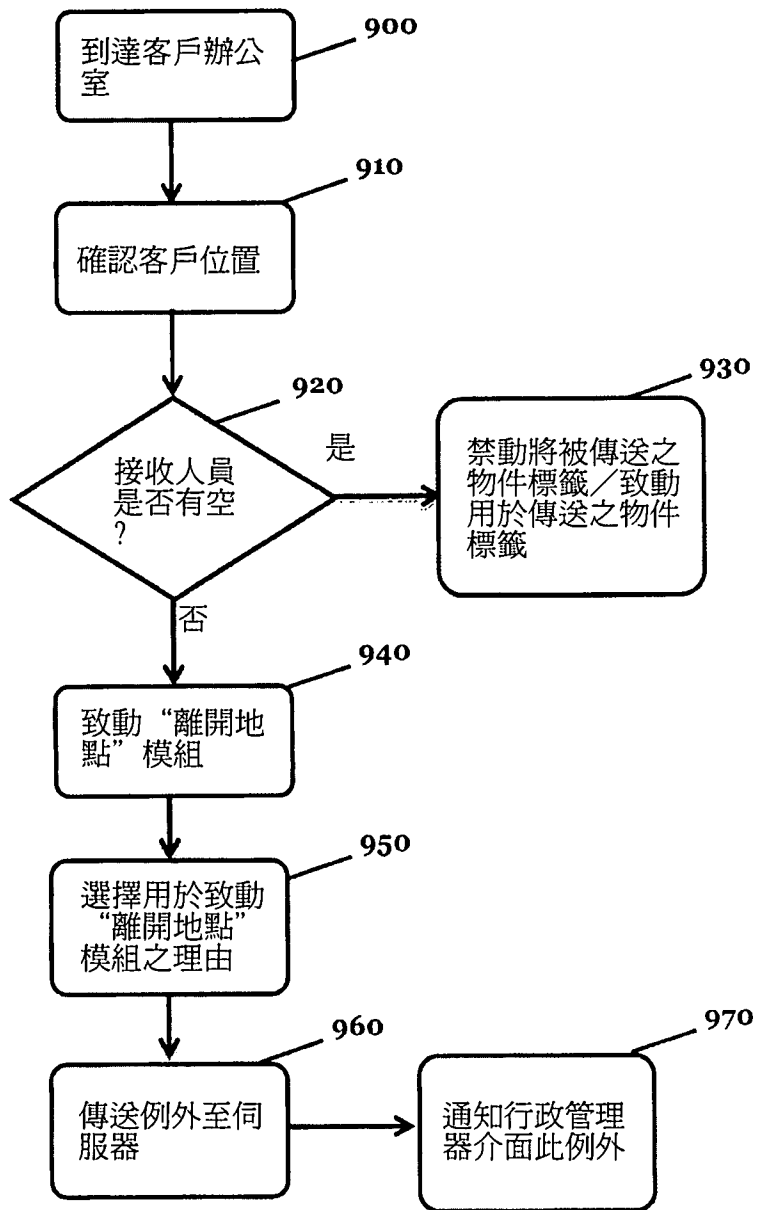 900
到達客戶辦公
室
910
確認客戶位置
920
接收人員
是否有空
?
是
930
禁動將被傳送之
物件標籤／致動
用於傳送之物件
標籤
否
940
致動“離開地
點”模組
950
選擇用於致動
“離開地點”
模組之理由
960
傳送例外至伺
服器
970
通知行政管理
器介面此例外